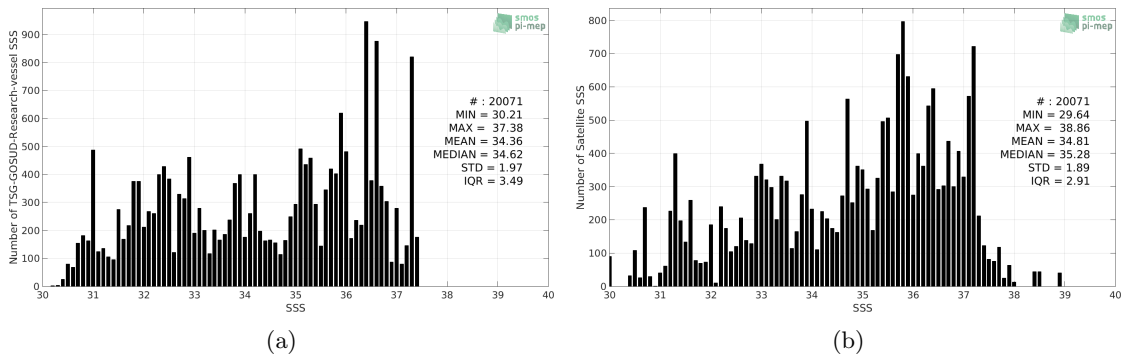 Number of TSG-GOSUD-Research-vessel SSS
900
800
700
600
500
400
300
200
100
0
30 31 32 33 34 35 36 37 38 39 40
SSS
smos
pi-mep
# : 20071
MIN = 30.21
MAX = 37.38
MEAN = 34.36
MEDIAN = 34.62
STD = 1.97
IQR = 3.49
(a)
Number of Satellite SSS
800
700
600
500
400
300
200
100
0
30 31 32 33 34 35 36 37 38 39 40
SSS
smos
pi-mep
# : 20071
MIN = 29.64
MAX = 38.86
MEAN = 34.81
MEDIAN = 35.28
STD = 1.89
IQR = 2.91
(b)